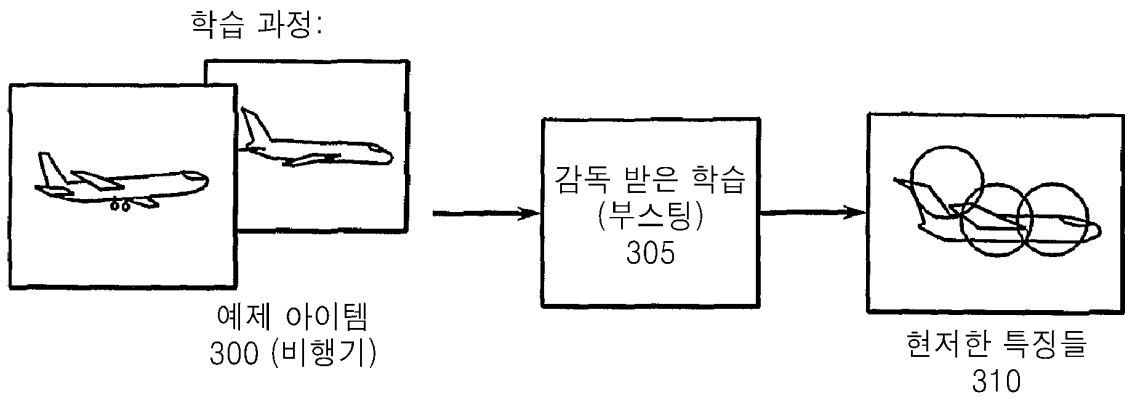 학습 과정:
예제 아이템
300 (비행기)
감독 받은 학습
(부스팅)
305
현저한 특징들
310